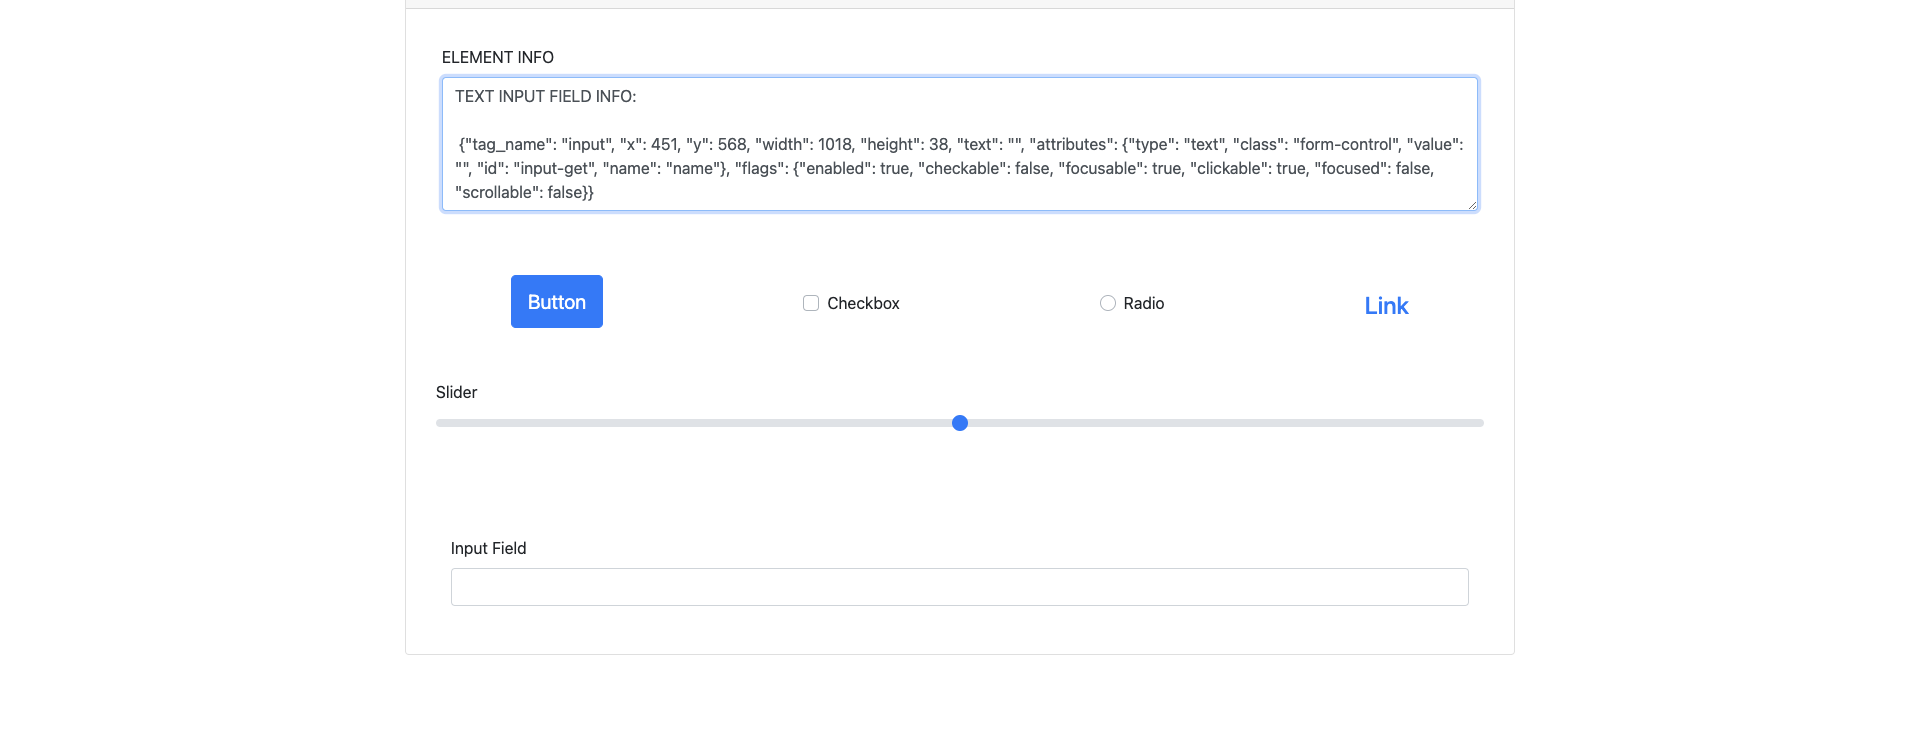 ELEMENT INFO
TEXT INPUT FIELD INFO:
{"tag_name": "input", "x": 451, "y": 568, "width": 1018, "height": 38, "text": "", "attributes": {"type": "text", "class": "form-control", "value":
"", "id": "input-get", "name": "name"}, "flags": {"enabled": true, "checkable": false, "focusable": true, "clickable": true, "focused": false,
"scrollable": false}}
Button
Checkbox
Radio
Link
Slider
Input Field